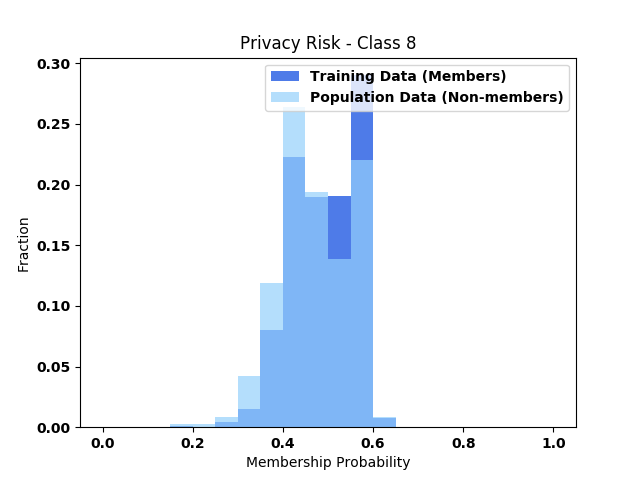 Privacy Risk - Class 8
Training Data (Members)
Population Data (Non-members)
0.30
0.25
0.20
0.15
0.10
0.05
0.00
Fraction
0.0 0.2 0.4 0.6 0.8 1.0
Membership Probability